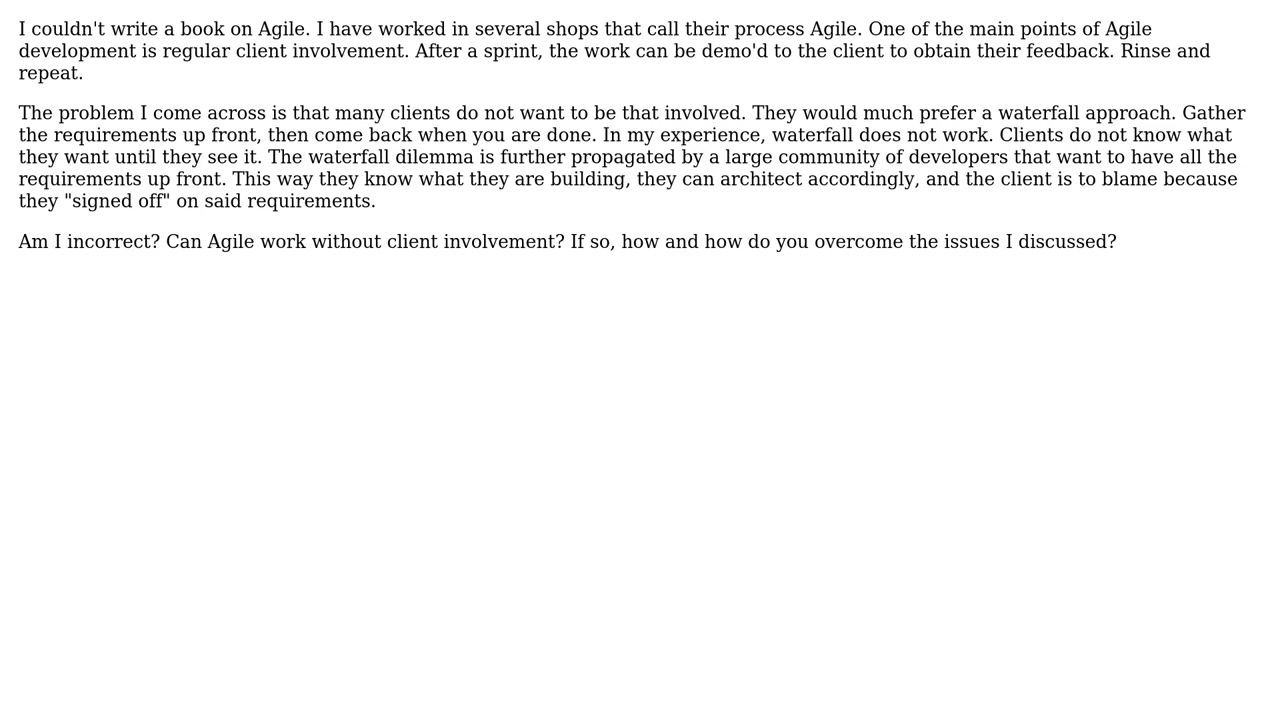 I couldn't write a book on Agile. I have worked in several shops that call their process Agile. One of the main points of Agile
development is regular client involvement. After a sprint, the work can be demo'd to the client to obtain their feedback. Rinse and
repeat.
The problem I come across is that many clients do not want to be that involved. They would much prefer a waterfall approach. Gather
the requirements up front, then come back when you are done. In my experience, waterfall does not work. Clients do not know what
they want until they see it. The waterfall dilemma is further propagated by a large community of developers that want to have all the
requirements up front. This way they know what they are building, they can architect accordingly, and the client is to blame because
they "signed off" on said requirements.
Am I incorrect? Can Agile work without client involvement? If so, how and how do you overcome the issues I discussed?